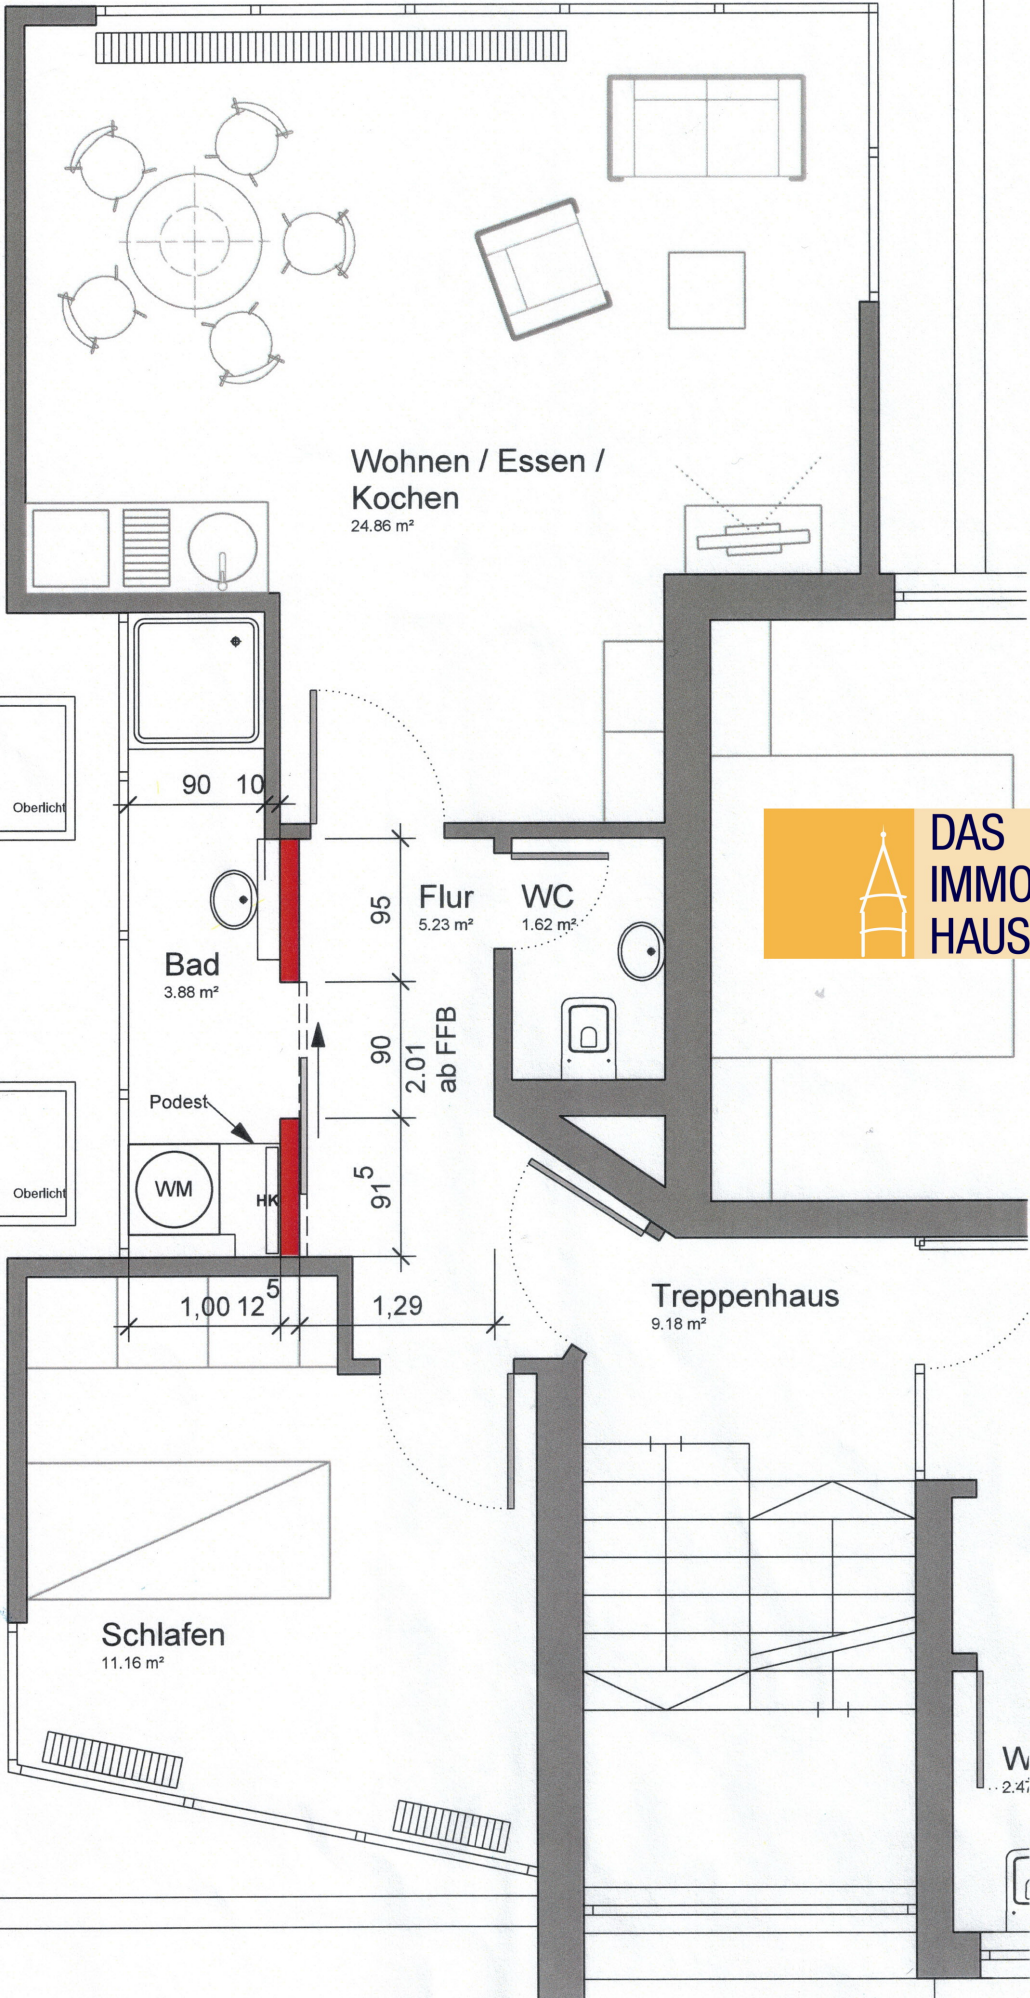 Wohnen / Essen /
Kochen
24.86 m²
Oberlicht
90 10
DAS
IMMO
HAUS
Flur
5.23 m²
WC
1.62 m²
95
Bad
3.88 m²
90
2.01
ab FFB
Podest
WM
HK
91 5
Oberlicht
1,00 12 5
1,29
Treppenhaus
9.18 m²
Schlafen
11.16 m²
W
2.47